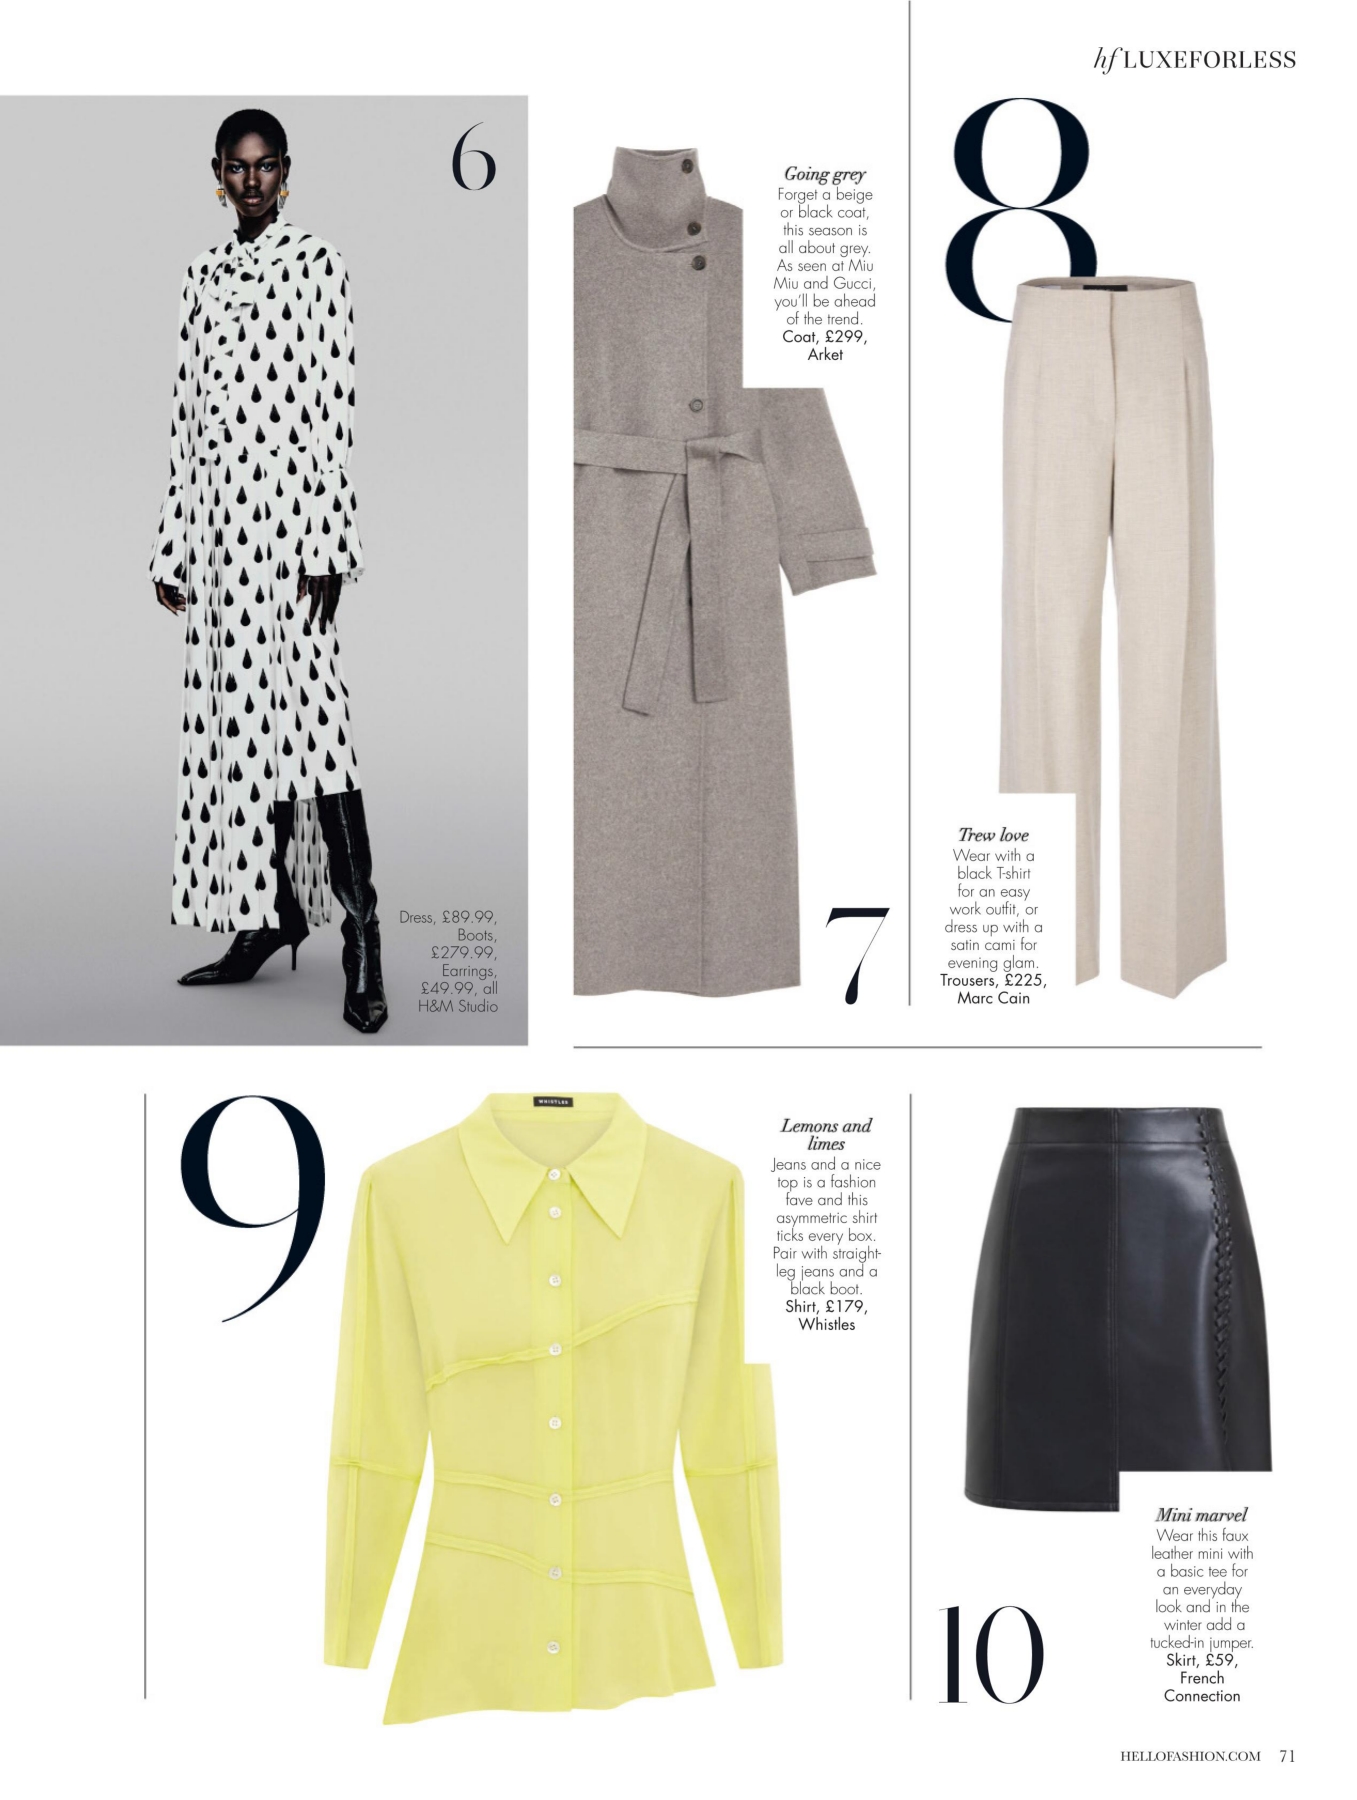 hf LUXEFORLESS
6
Dress, £89.99,
Boots,
£279.99,
Earrings,
£49.99, all
H&M Studio
Going grey
Forget a beige
or black coat,
this season is
all about grey.
As seen at Miu
Miu and Gucci,
you'll be ahead
of the trend.
Coat, £299,
Arket
7
8
Trew love
Wear with a
black T-shirt
for an easy
work outfit, or
dress up with a
satin cami for
evening glam.
Trousers, £225,
Marc Cain
9
WHISTLES
Lemons and
limes
Jeans and a nice
top is a fashion
fave and this
asymmetric shirt
ticks every box.
Pair with straight-
leg jeans and a
black boot.
Shirt, £179,
Whistles
10
Mini marvel
Wear this faux
leather mini with
a basic tee for
an everyday
look and in the
winter add a
tucked-in jumper.
Skirt, £59,
French
Connection
HELLOFASHION.COM 71